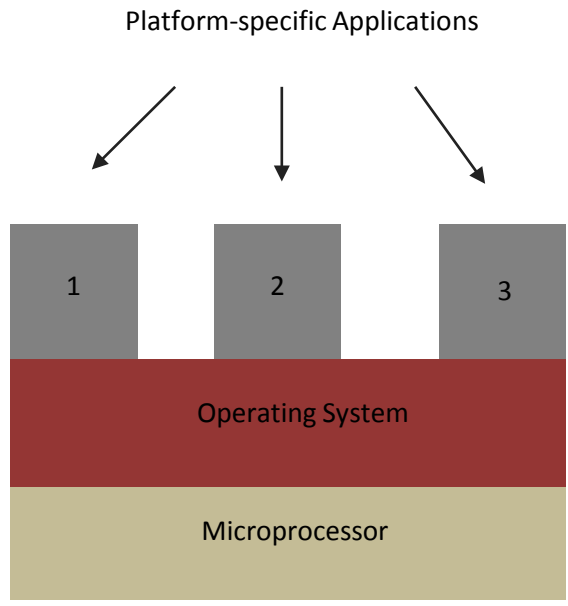 Platform-specific Applications
1
2
3
Operating System
Microprocessor